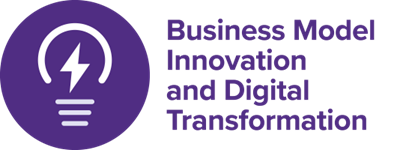 Business Model
Innovation
and Digital
Transformation